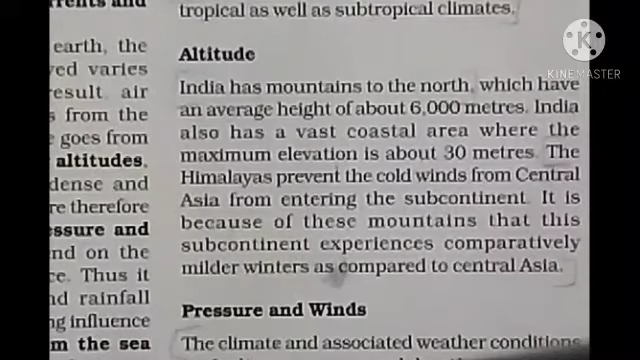 rents and
earth, the
ved varies
result air
s from the
e goes from
altitudes,
dense and
re therefore
ssure and
nd on the
ce. Thus it
nd rainfall
ng influence
m the sea
tropical as well as subtropical climates.
Altitude
India has mountains to the north, which have
an average height of about 6,000 metres. India
also has a vast coastal area where the
maximum elevation is about 30 metres. The
Himalayas prevent the cold winds from Central
Asia from entering the subcontinent. It is
because of these mountains that this
subcontinent experiences comparatively
milder winters as compared to central Asia.
Pressure and Winds
The climate and associated weather conditions
K
KINEMASTER